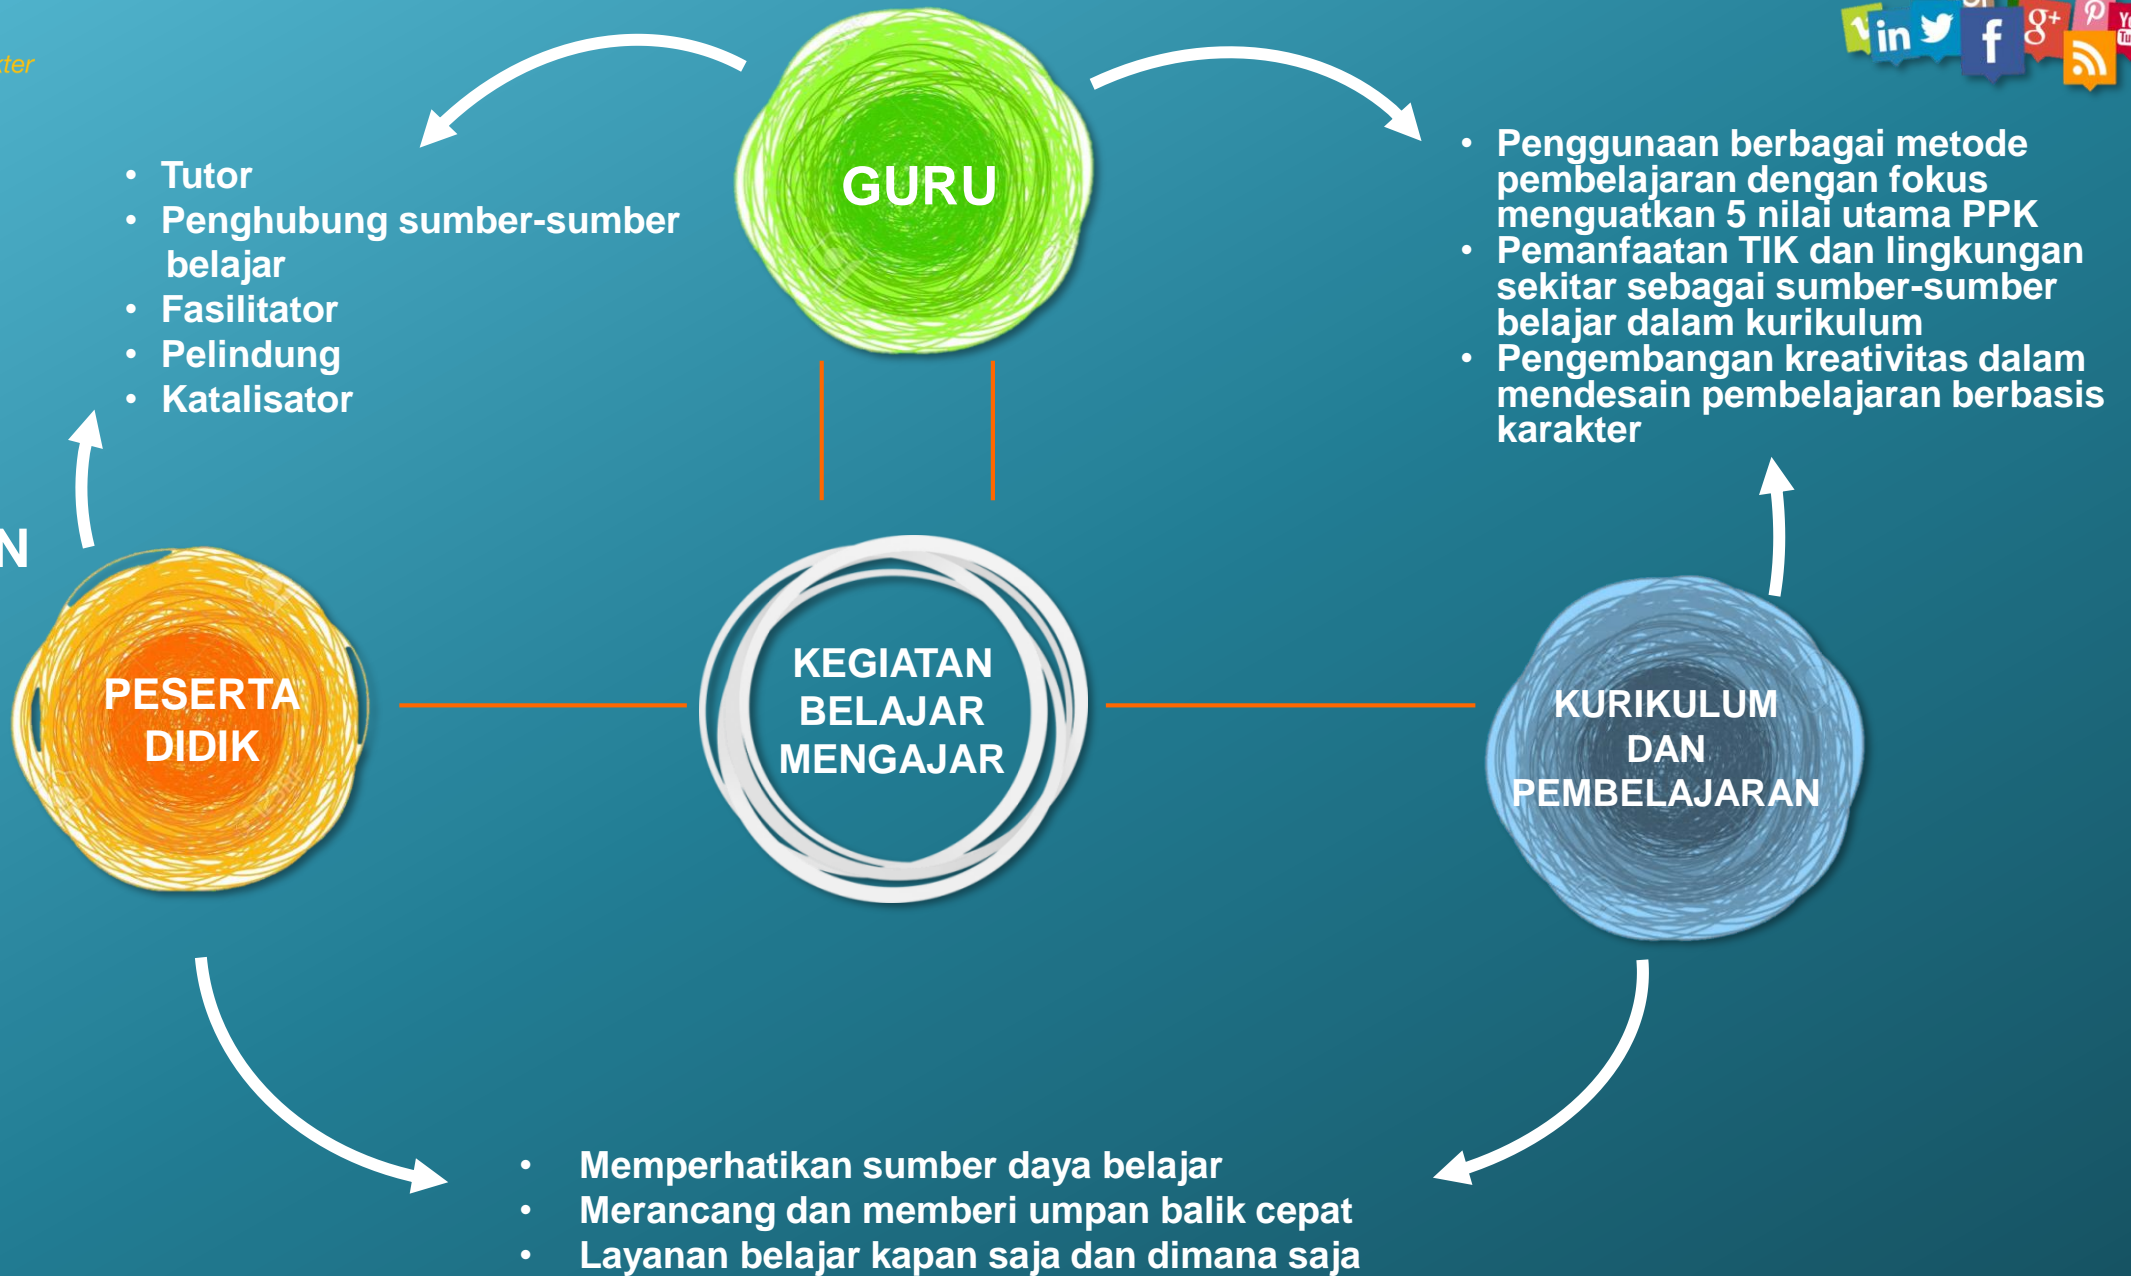 GURU
• Tutor
• Penghubung sumber-sumber
belajar
• Fasilitator
• Pelindung
• Katalisator
• Penggunaan berbagai metode
pembelajaran dengan fokus
menguatkan 5 nilai utama PPK
• Pemanfaatan TIK dan lingkungan
sekitar sebagai sumber-sumber
belajar dalam kurikulum
• Pengembangan kreativitas dalam
mendesain pembelajaran berbasis
karakter
PESERTA
DIDIK
KEGIATAN
BELAJAR
MENGAJAR
KURIKULUM
DAN
PEMBELAJARAN
• Memperhatikan sumber daya belajar
• Merancang dan memberi umpan balik cepat
• Layanan belajar kapan saja dan dimana saja